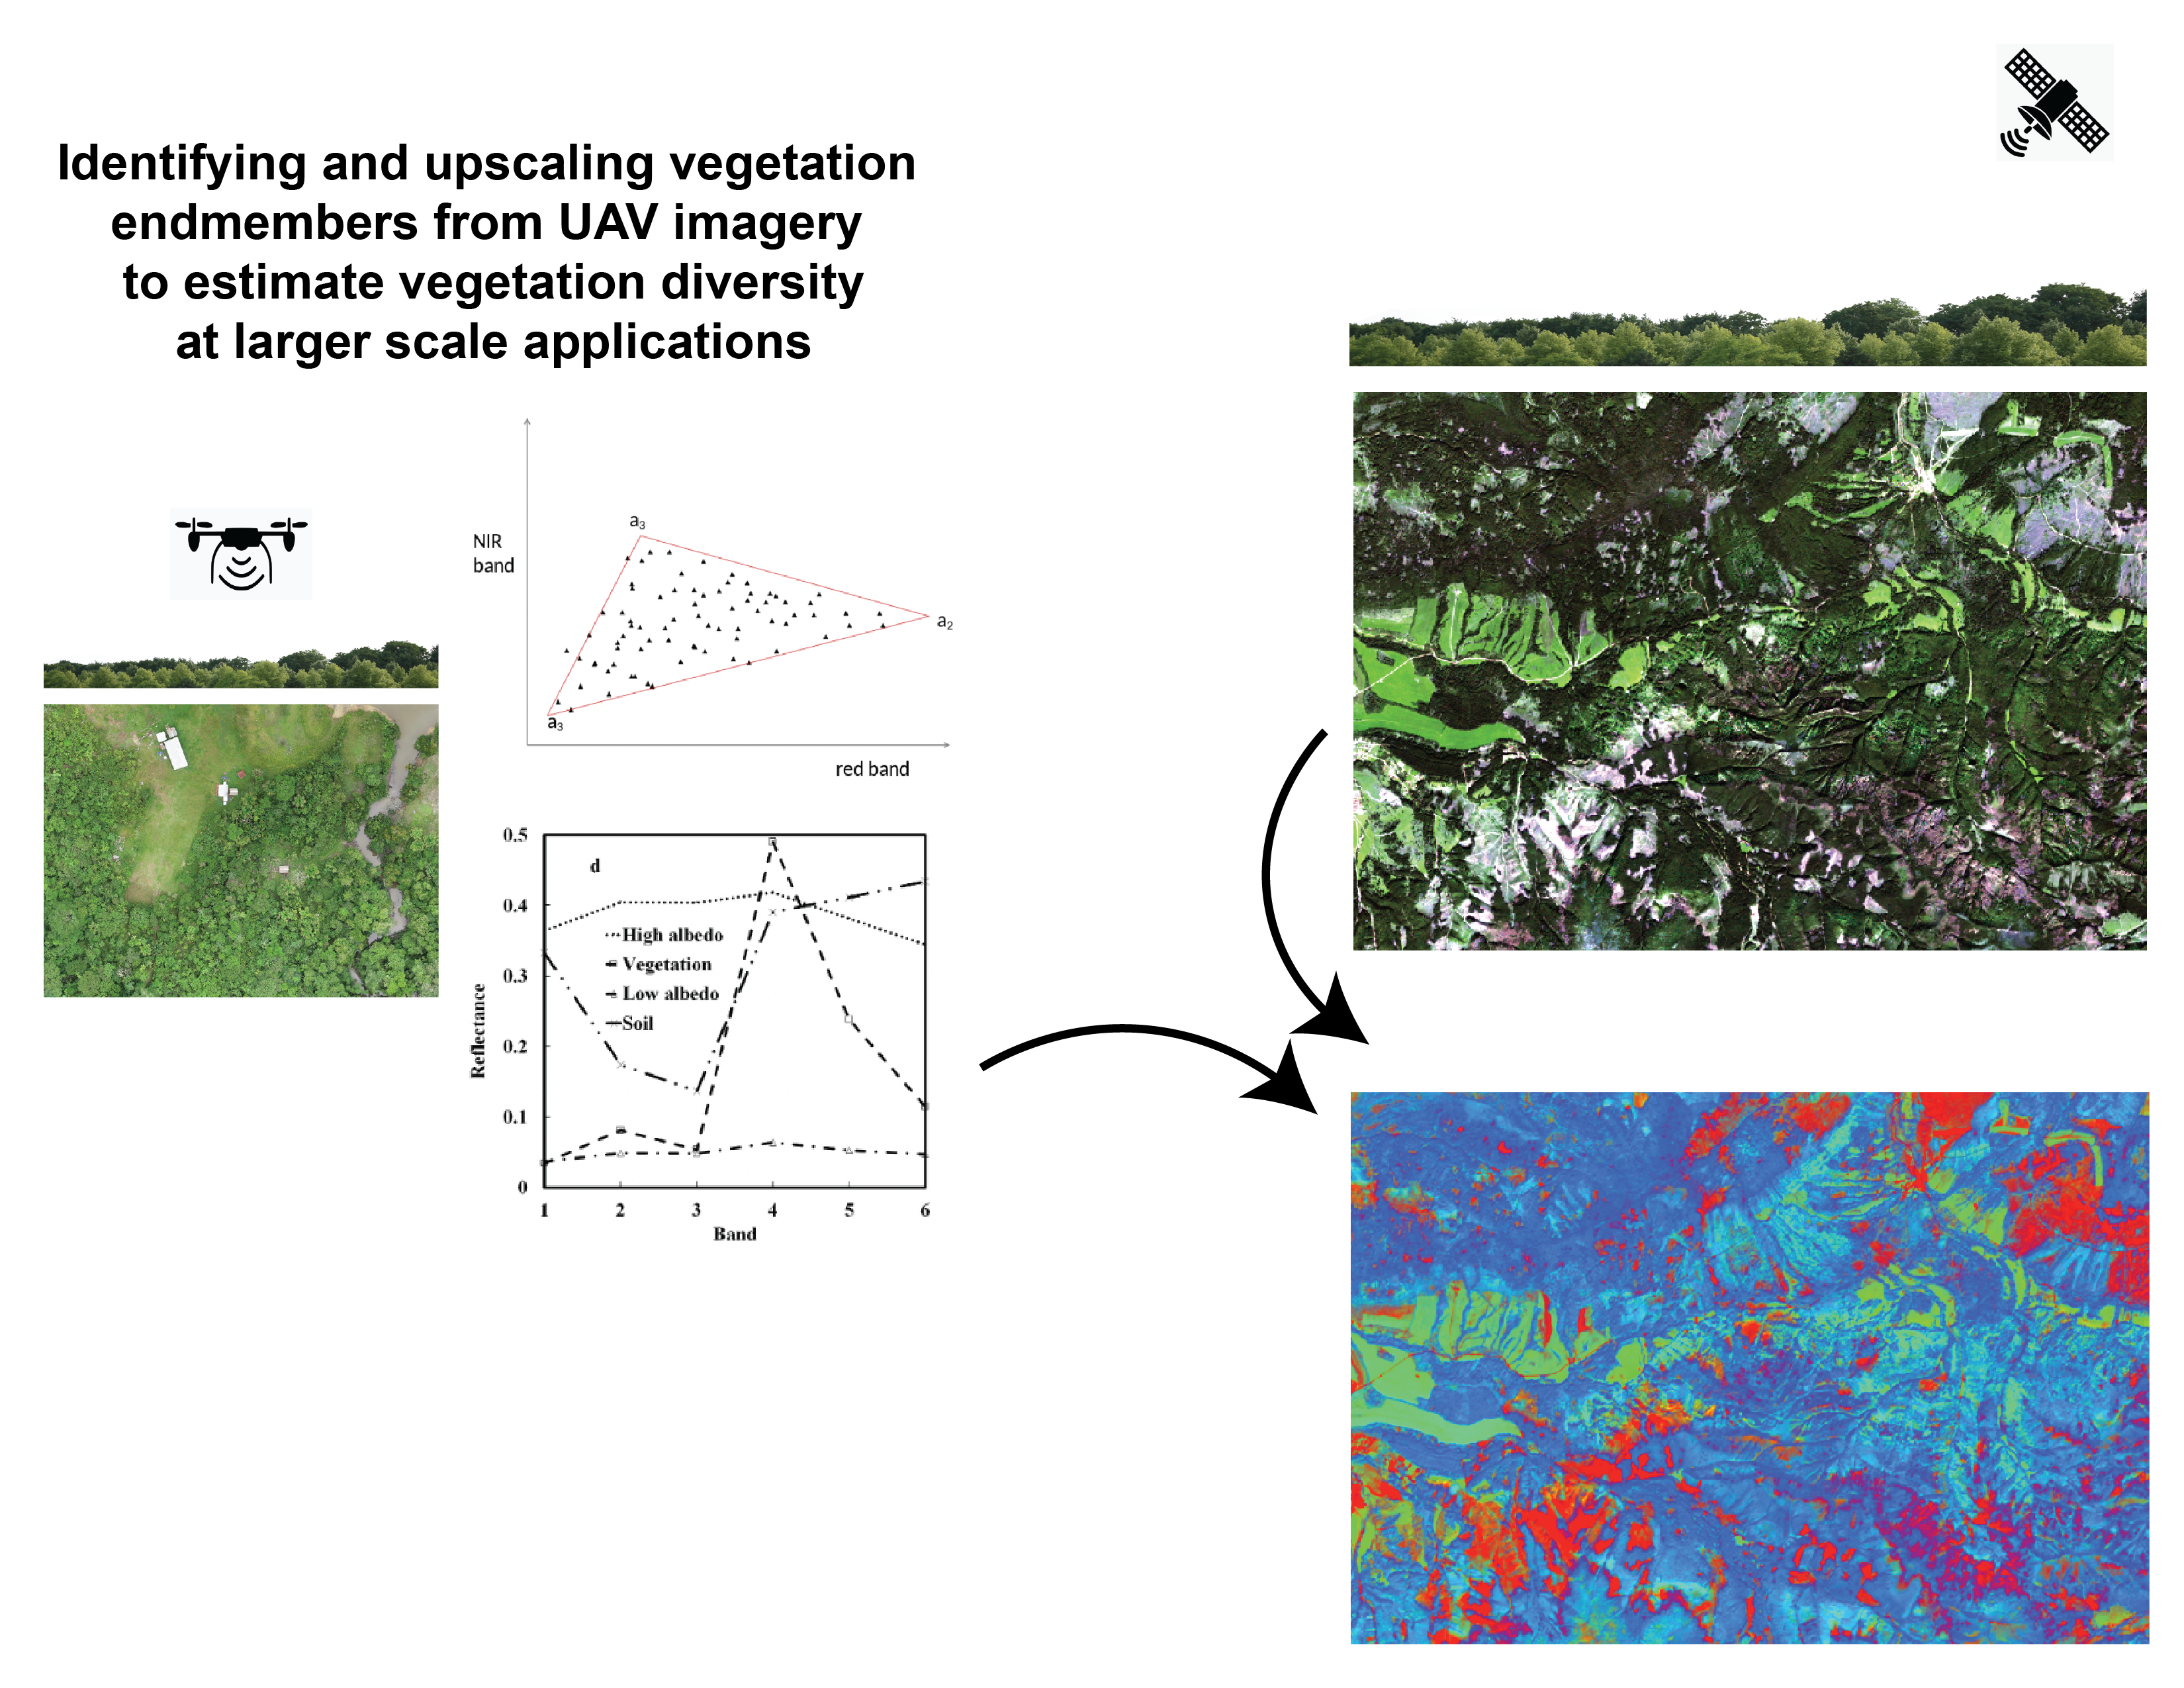 Identifying and upscaling vegetation
endmembers from UAV imagery
to estimate vegetation diversity
at larger scale applications
a₃
NIR
band
a₂
a₃
red band
0.5
d
0.4
High albedo
Vegetation
0.3
Low albedo
Soil
Reflectance
0.2
0.1
0
1 2 3 4 5 6
Band